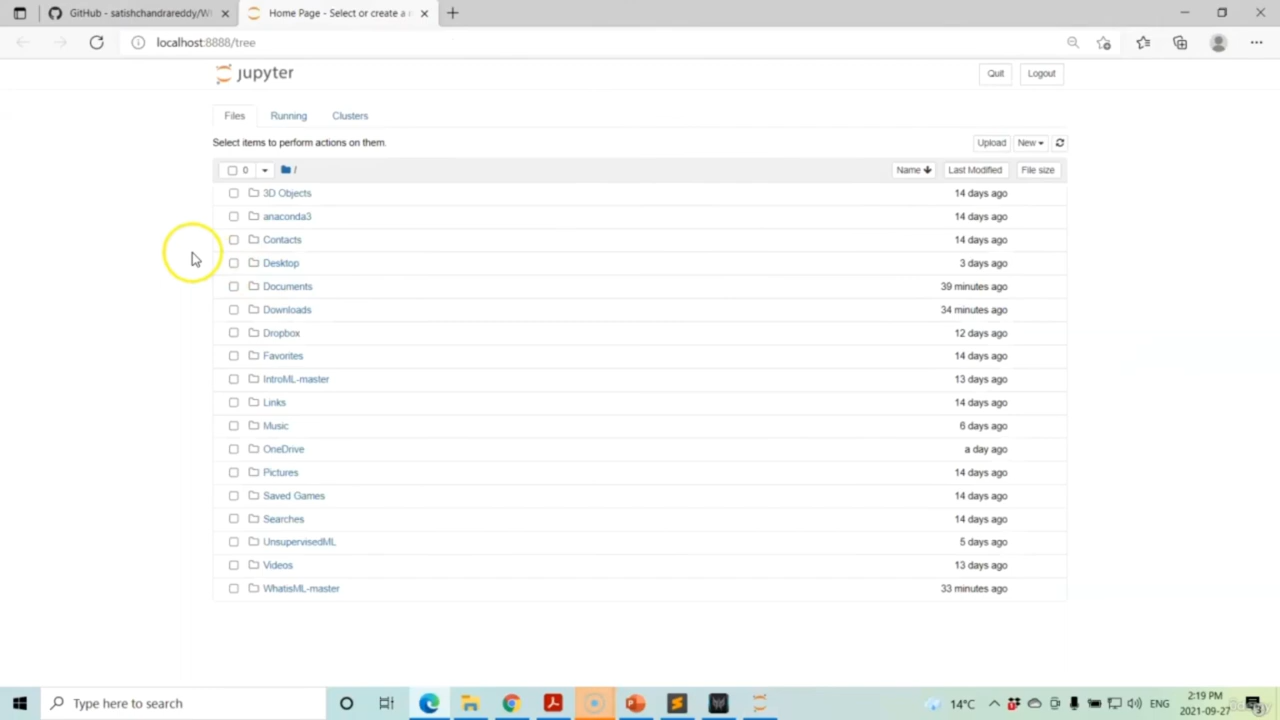 GitHub - satishchandrareddy/W
Home Page - Select or create a n
localhost:8888/tree
jupyter
Quit
Logout
Files
Running
Clusters
Select items to perform actions on them.
Upload
New
0
/
Name
Last Modified
File size
3D Objects
14 days ago
anaconda3
14 days ago
Contacts
14 days ago
Desktop
3 days ago
Documents
39 minutes ago
Downloads
34 minutes ago
Dropbox
12 days ago
Favorites
14 days ago
IntroML-master
13 days ago
Links
14 days ago
Music
6 days ago
OneDrive
a day ago
Pictures
14 days ago
Saved Games
14 days ago
Searches
14 days ago
UnsupervisedML
5 days ago
Videos
13 days ago
WhatisML-master
33 minutes ago
Type here to search
14°C
ENG
2:19 PM
2021-09-27